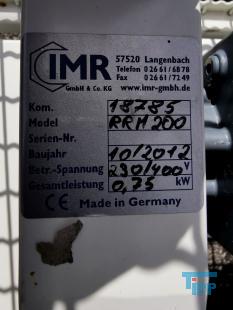 IMR
GmbH & Co. KG
57520 Langenbach
Telefon 0 26 61 / 68 78
Fax 0 26 61 / 72 49
www.imr-gmbh.de
Kom. 18785
Model RRM 200
Serien-Nr.
Baujahr 10/2012
Betr.-Spannung 230/400 V
Gesamtleistung 0,75 kW
CE Made in Germany